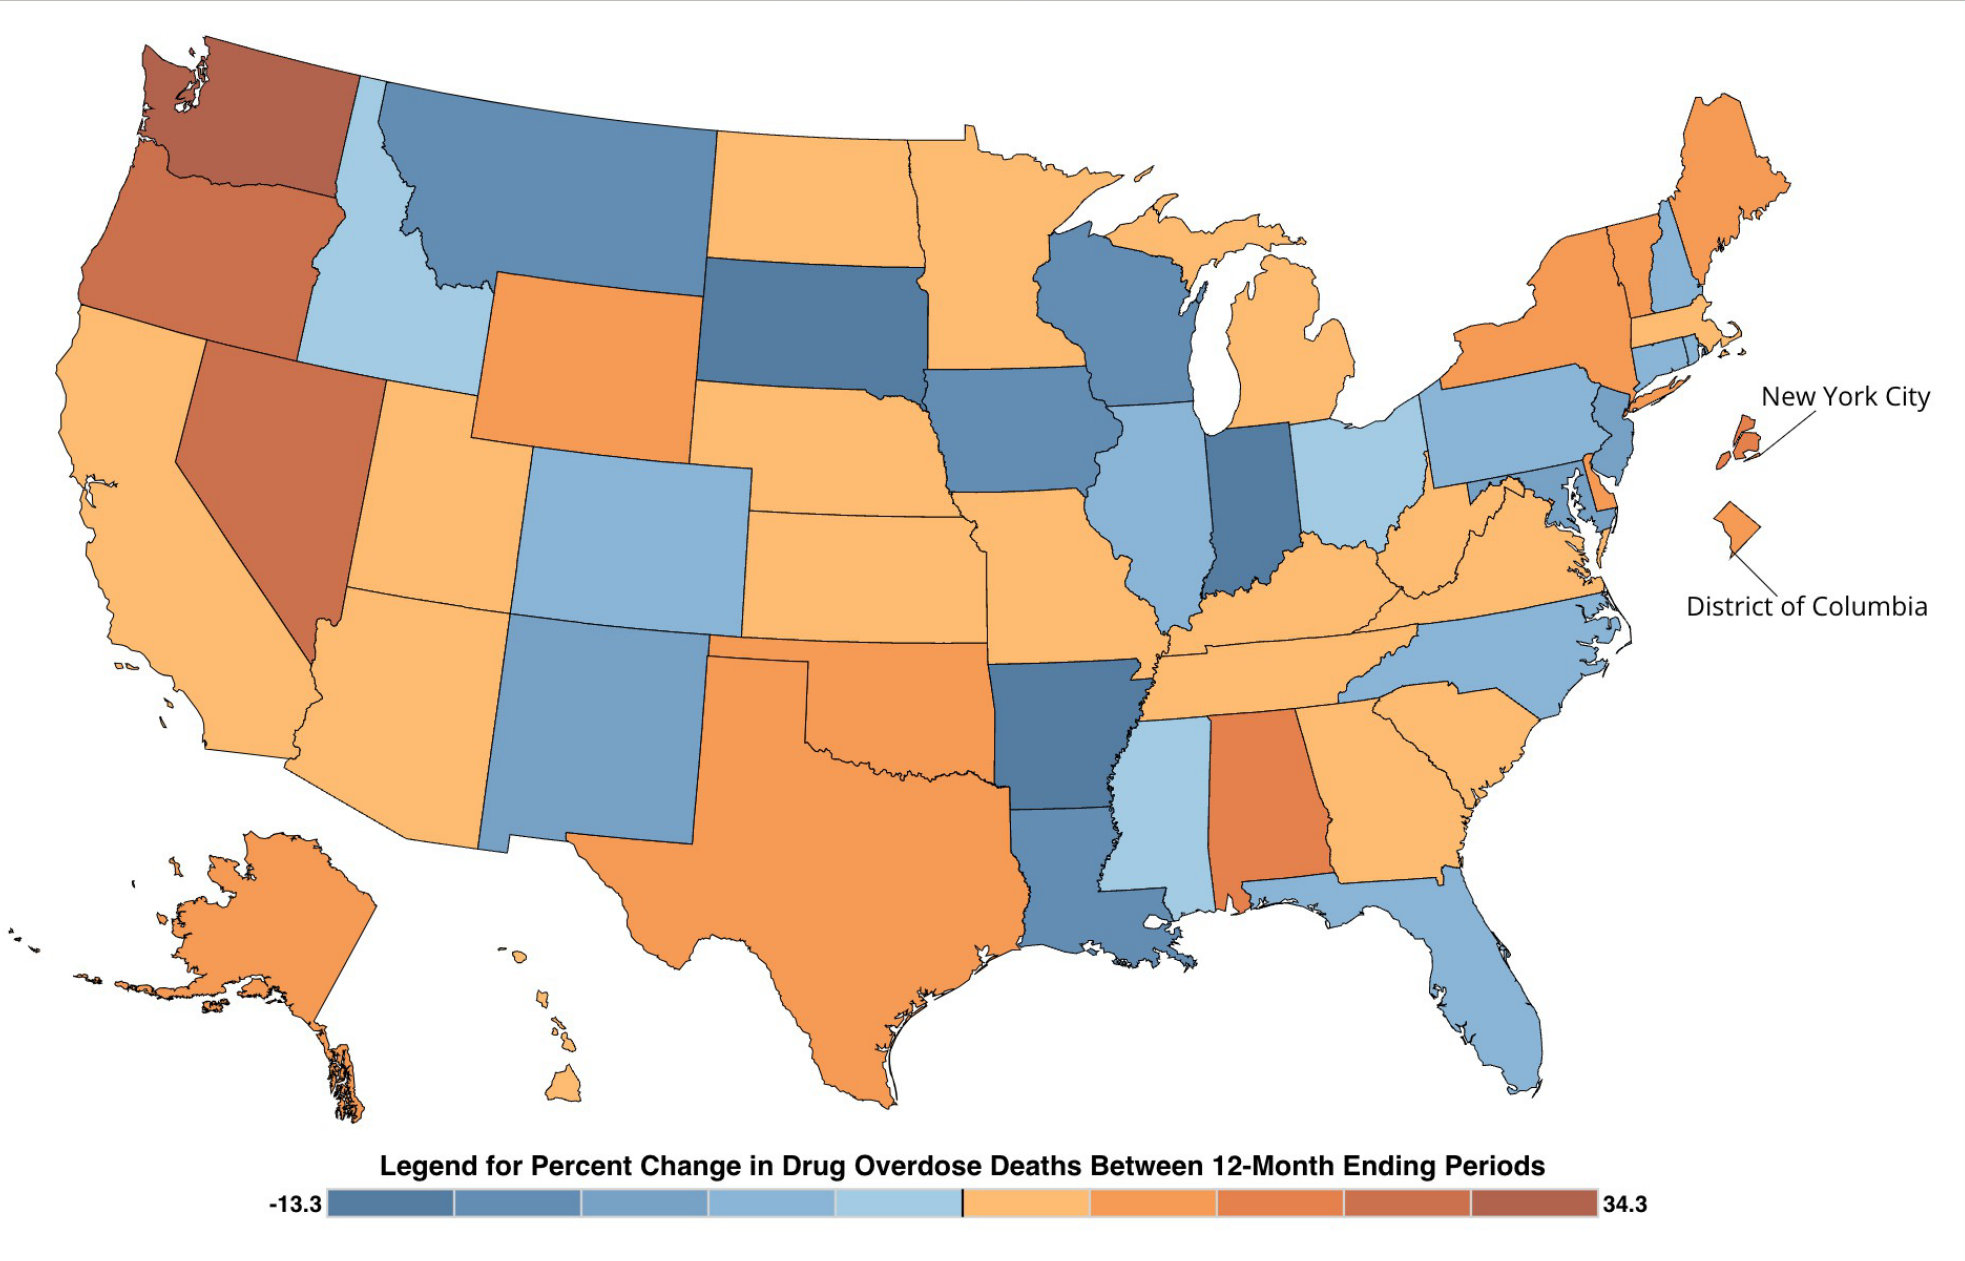 New York City
District of Columbia
Legend for Percent Change in Drug Overdose Deaths Between 12-Month Ending Periods
-13.3 34.3